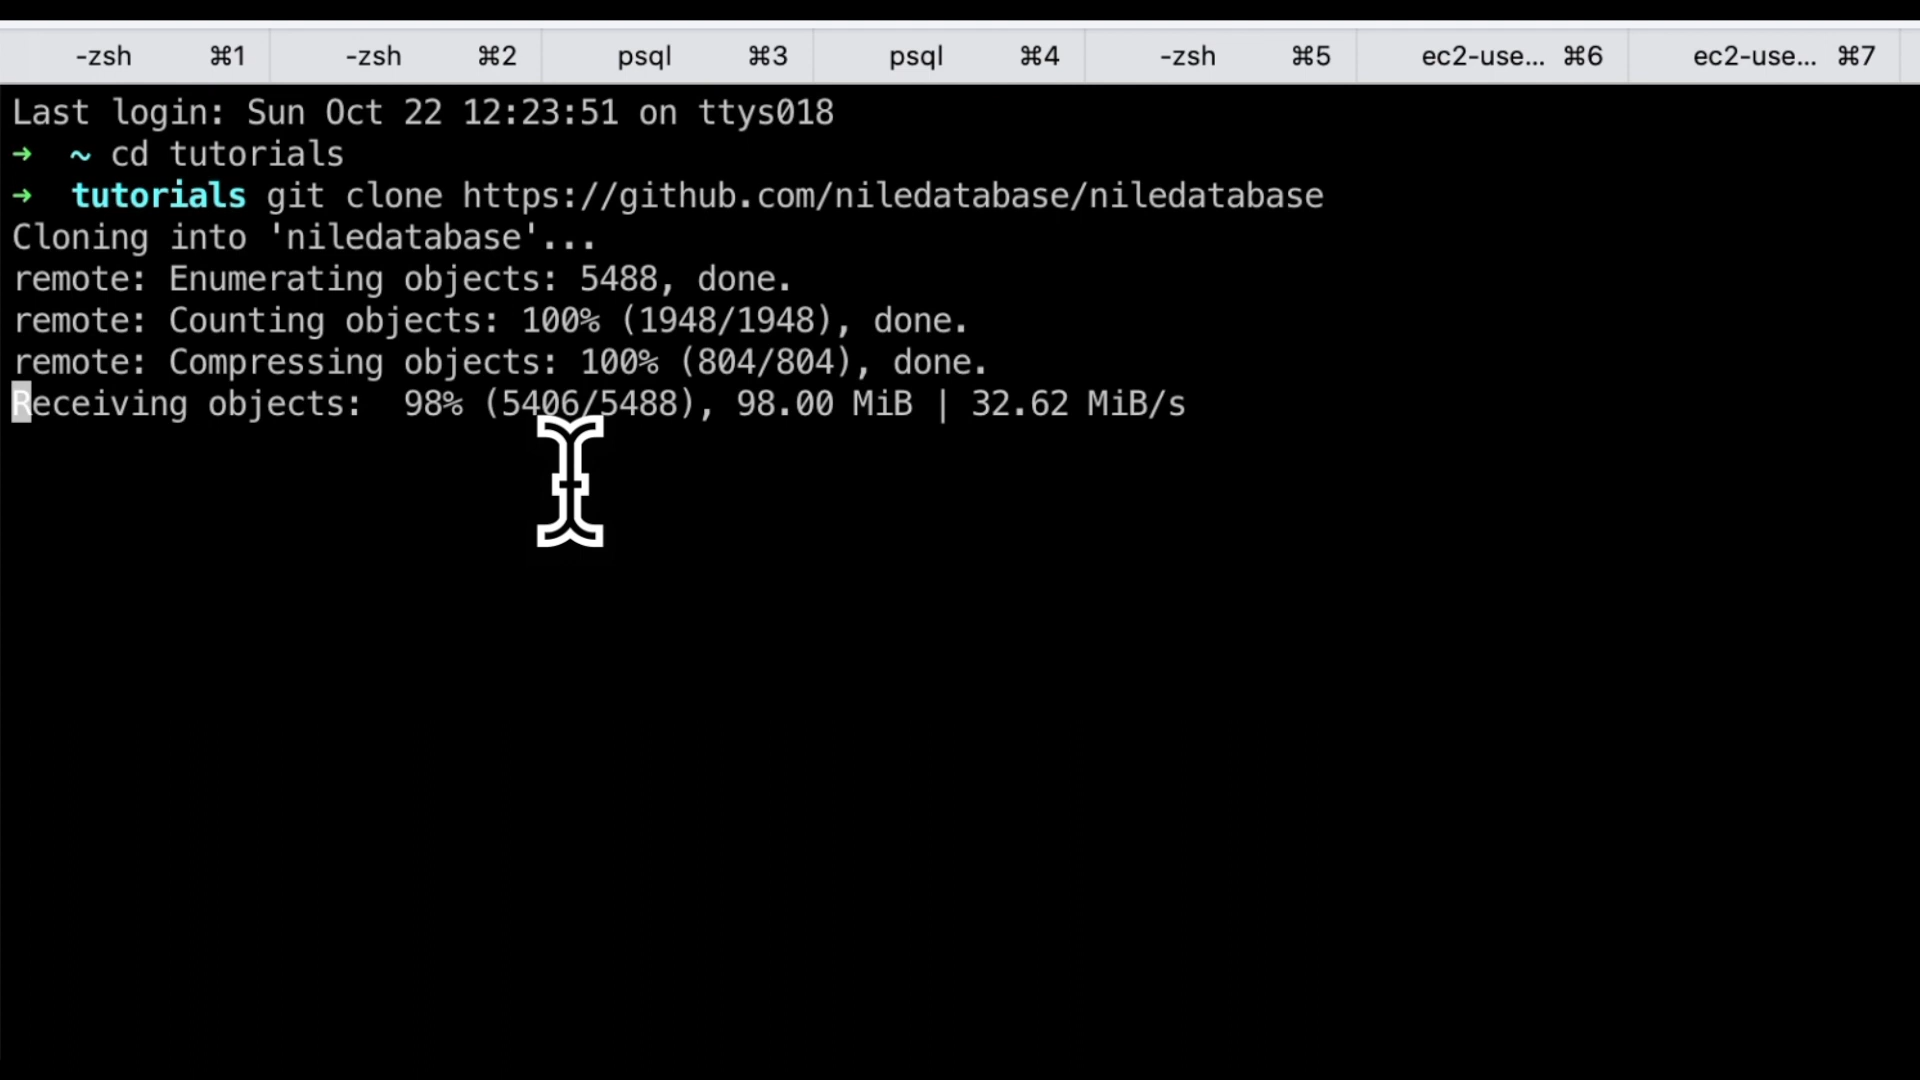 -zsh ⌘1 -zsh ⌘2 psql ⌘3 psql ⌘4 -zsh ⌘5 ec2-use... ⌘6 ec2-use... ⌘7
Last login: Sun Oct 22 12:23:51 on ttys018
➜ ~ cd tutorials
➜ tutorials git clone https://github.com/niledatabase/niledatabase
Cloning into 'niledatabase'...
remote: Enumerating objects: 5488, done.
remote: Counting objects: 100% (1948/1948), done.
remote: Compressing objects: 100% (804/804), done.
Receiving objects:  98% (5406/5488), 98.00 MiB | 32.62 MiB/s